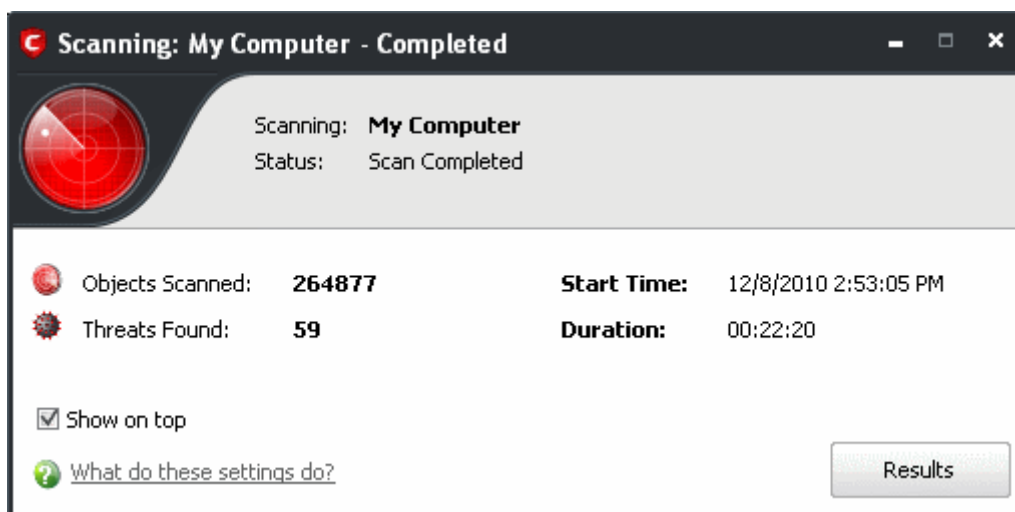 Scanning: My Computer - Completed
Scanning: My Computer
Status: Scan Completed
Objects Scanned: 264877 Start Time: 12/8/2010 2:53:05 PM
Threats Found: 59 Duration: 00:22:20
Show on top
What do these settings do?
Results